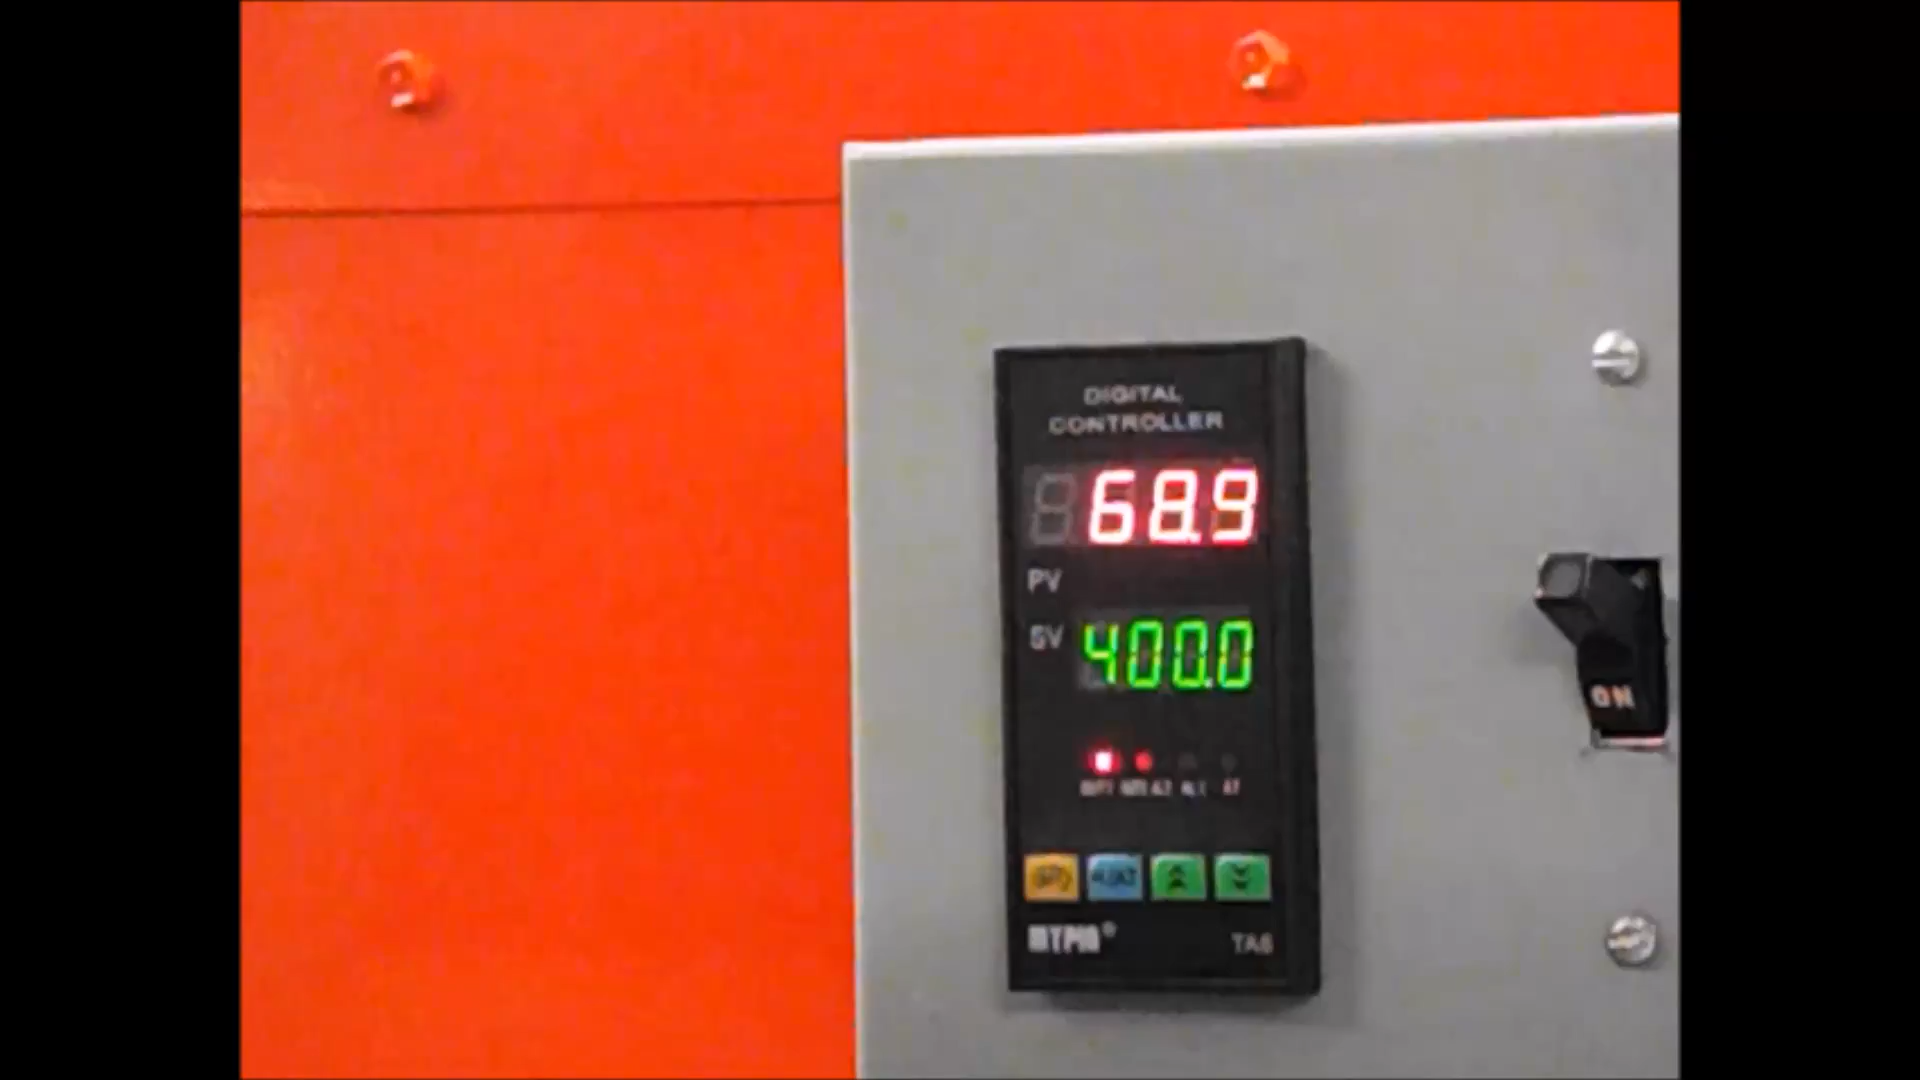 DIGITAL
CONTROLLER
68.9
PV
SV 400.0
ON
MYPIN®
TA6